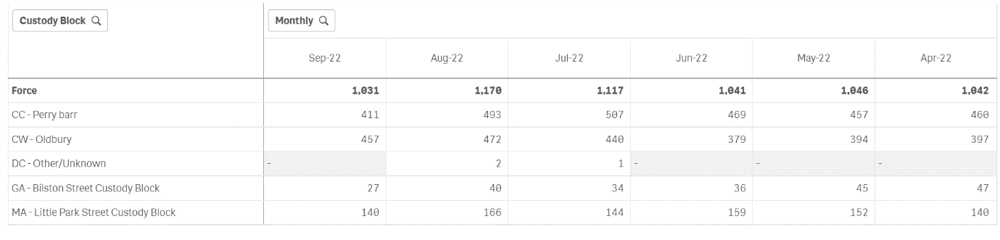 Custody Block Monthly
Sep-22 Aug-22 Jul-22 Jun-22 May-22 Apr-22
Force 1,031 1,170 1,117 1,041 1,046 1,042
CC - Perry barr 411 493 507 469 457 460
CW - Oldbury 457 472 440 379 394 397
DC - Other/Unknown - 2 1 - - -
GA - Bilston Street Custody Block 27 40 34 36 45 47
MA - Little Park Street Custody Block 140 166 144 159 152 140